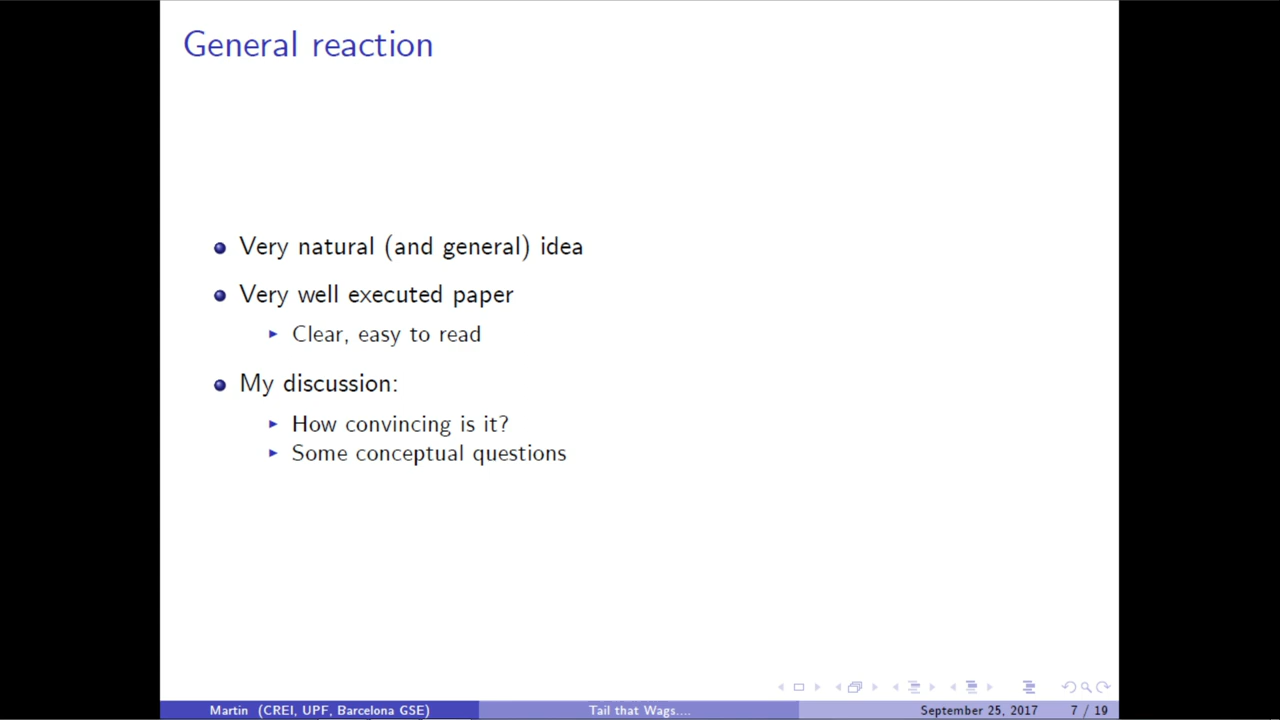 General reaction
Very natural (and general) idea
Very well executed paper
Clear, easy to read
My discussion:
How convincing is it?
Some conceptual questions
Martin (CREI, UPF, Barcelona GSE)
Tail that Wags....
September 25, 2017
7 / 19